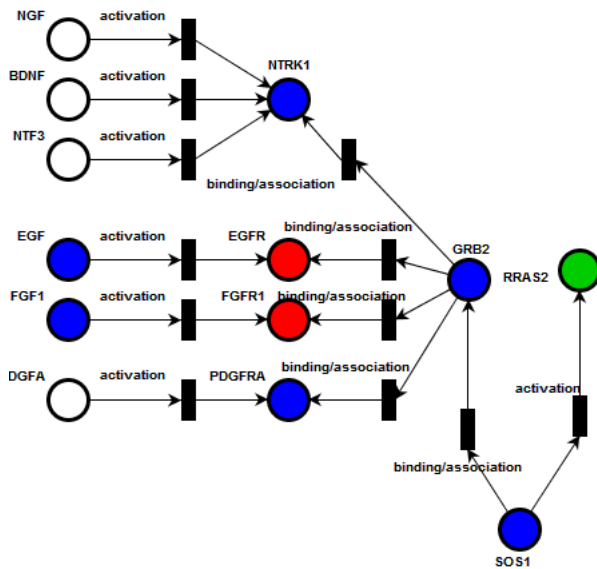 NGF
activation
BDNF
activation
NTRK1
NTF3
activation
binding/association
EGF
activation
EGFR
binding/association
GRB2
RRAS2
FGF1
activation
FGFR1
binding/association
DGFA
activation
PDGFRA
binding/association
activation
binding/association
SOS1